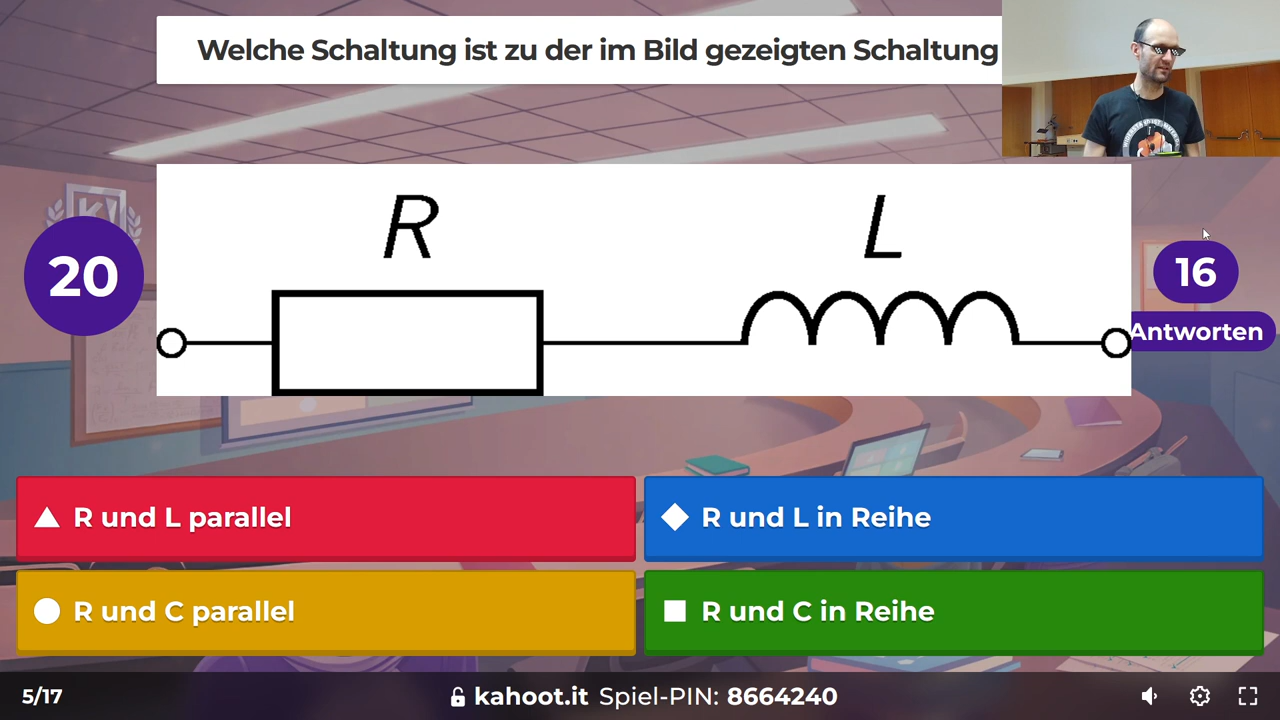 Welche Schaltung ist zu der im Bild gezeigten Schaltung
R
L
20
16
Antworten
R und L parallel
R und L in Reihe
R und C parallel
R und C in Reihe
5/17
kahoot.it Spiel-PIN: 8664240